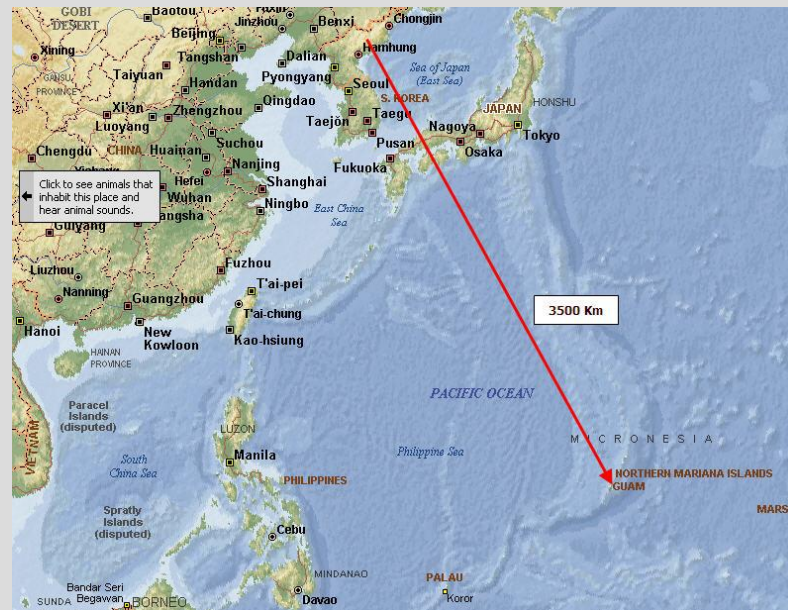 GOBI
DESERT
Baotou
Benxi
Chongjin
Jinzhou
Beijing
Xining
Tangshan
Dalian
Hamhung
Sea of Japan
(East Sea)
GANSU
PROVINCE
Taiyuan
Pyongyang
Handan
Seoul
Xi'an
Qingdao
S. KOREA
JAPAN
HONSHU
Zhengzhou
Luoyang
Taejŏn
Taegu
Nagoya
Tokyo
Suchou
Pusan
Osaka
Chengdu
CHINA
Huainan
Nanjing
Fukuoka
Hefei
Click to see animals that
inhabit this place and
hear animal sounds.
Wuhan
Shanghai
Ningbo
East China
Sea
angsha
Guiyang
Fuzhou
Liuzhou
T'ai-pei
Nanning
Guangzhou
T'ai-chung
3500 Km
Hanoi
New
Kowloon
Kao-hsiung
HAINAN
PROVINCE
PACIFIC OCEAN
Paracel
Islands
(disputed)
LUZON
MICRONESIA
VIETNAM
South
China Sea
Manila
Philippine Sea
PHILIPPINES
NORTHERN MARIANA ISLANDS
GUAM
MARS
Spratly
Islands
(disputed)
Cebu
MINDANAO
PALAU
Bandar Seri
Begawan
Koror
SUNDA
BORNEO
Davao